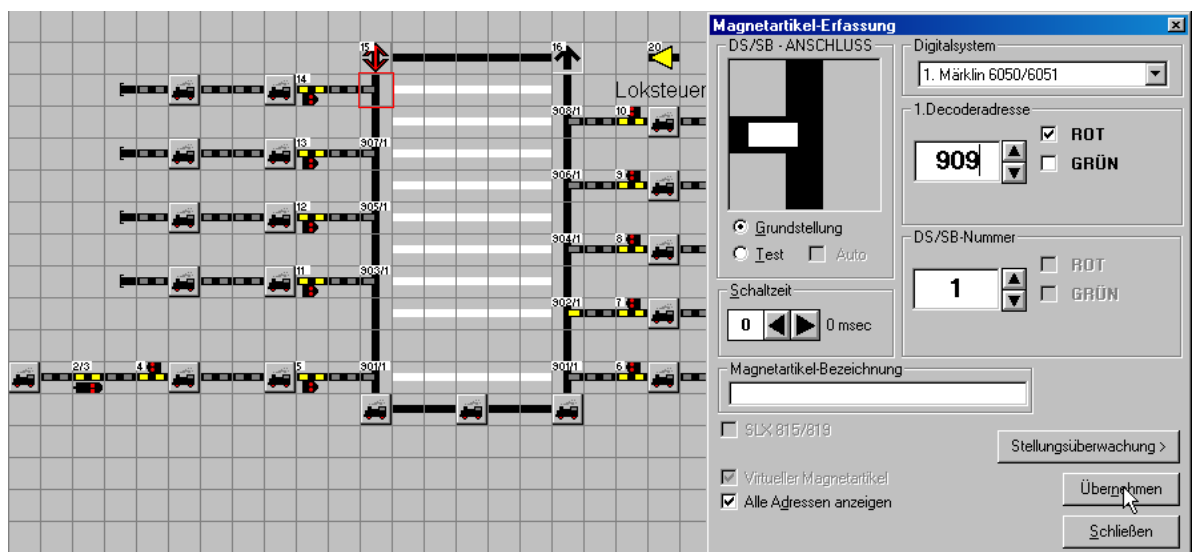 15
16
20
14
Loksteuer
908/1
10
13
907/1
906/1
9
12
905/1
904/1
8
11
903/1
902/1
7
2/3
4
5
901/1
901/1
6
Magnetartikel-Erfassung
DS/SB - ANSCHLUSS
Grundstellung
Test
Auto
Schaltzeit
0
0 msec
Digitalsystem
1. Märklin 6050/6051
1.Decoderadresse
909
ROT
GRÜN
DS/SB-Nummer
1
ROT
GRÜN
Magnetartikel-Bezeichnung
SLX 815/819
Stellungsüberwachung >
Virtueller Magnetartikel
Alle Adressen anzeigen
Übernehmen
Schließen